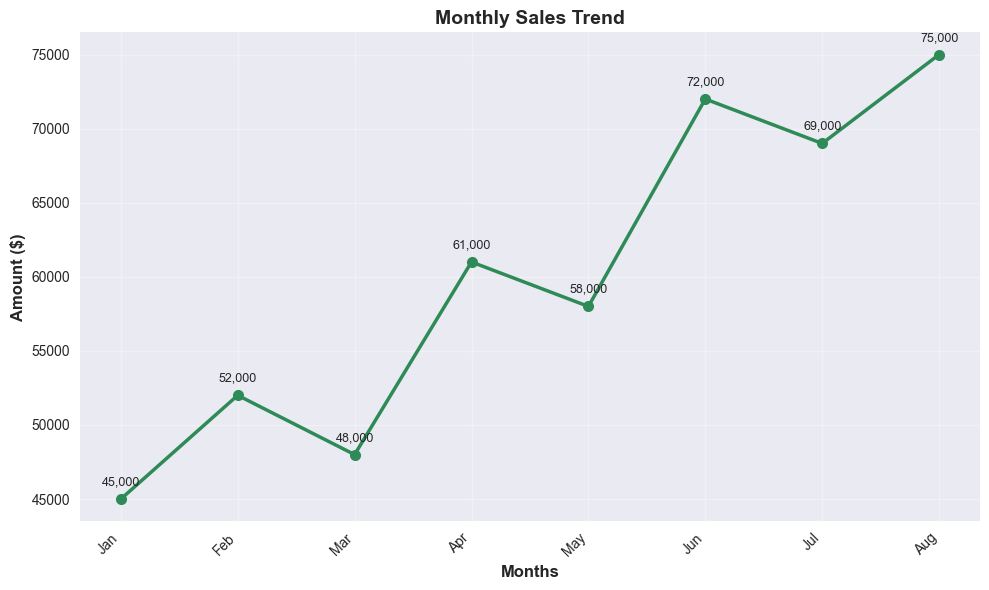 Monthly Sales Trend
Amount ($)
75000
70000
65000
60000
55000
50000
45000
45,000
52,000
48,000
61,000
58,000
72,000
69,000
75,000
Jan
Feb
Mar
Apr
May
Jun
Jul
Aug
Months